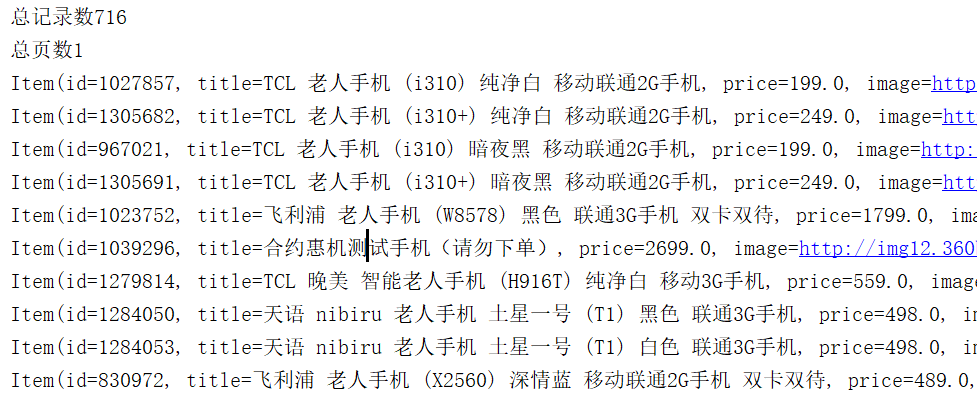 总记录数716
总页数1
Item(id=1027857, title=TCL 老人手机 (i310) 纯净白 移动联通2G手机, price=199.0, image=http
Item(id=1305682, title=TCL 老人手机 (i310+) 纯净白 移动联通2G手机, price=249.0, image=htt
Item(id=967021, title=TCL 老人手机 (i310) 暗夜黑 移动联通2G手机, price=199.0, image=http:
Item(id=1305691, title=TCL 老人手机 (i310+) 暗夜黑 移动联通2G手机, price=249.0, image=htt
Item(id=1023752, title=飞利浦 老人手机 (W8578) 黑色 联通3G手机 双卡双待, price=1799.0, ima
Item(id=1039296, title=合约惠机测试手机（请勿下单）, price=2699.0, image=http://img12.360
Item(id=1279814, title=TCL 晚美 智能老人手机 (H916T) 纯净白 移动3G手机, price=559.0, imag
Item(id=1284050, title=天语 nibiru 老人手机 土星一号 (T1) 黑色 联通3G手机, price=498.0, i
Item(id=1284053, title=天语 nibiru 老人手机 土星一号 (T1) 白色 联通3G手机, price=498.0, i
Item(id=830972, title=飞利浦 老人手机 (X2560) 深情蓝 移动联通2G手机 双卡双待, price=489.0,